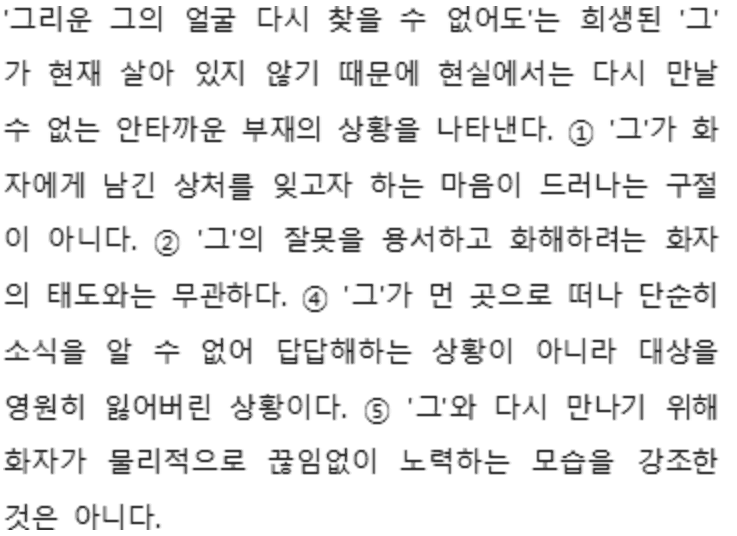 '그리운 그의 얼굴 다시 찾을 수 없어도'는 희생된 '그'
가 현재 살아 있지 않기 때문에 현실에서는 다시 만날
수 없는 안타까운 부재의 상황을 나타낸다. ① '그'가 화
자에게 남긴 상처를 잊고자 하는 마음이 드러나는 구절
이 아니다. ② '그'의 잘못을 용서하고 화해하려는 화자
의 태도와는 무관하다. ④ '그'가 먼 곳으로 떠나 단순히
소식을 알 수 없어 답답해하는 상황이 아니라 대상을
영원히 잃어버린 상황이다. ⑤ '그'와 다시 만나기 위해
화자가 물리적으로 끊임없이 노력하는 모습을 강조한
것은 아니다.